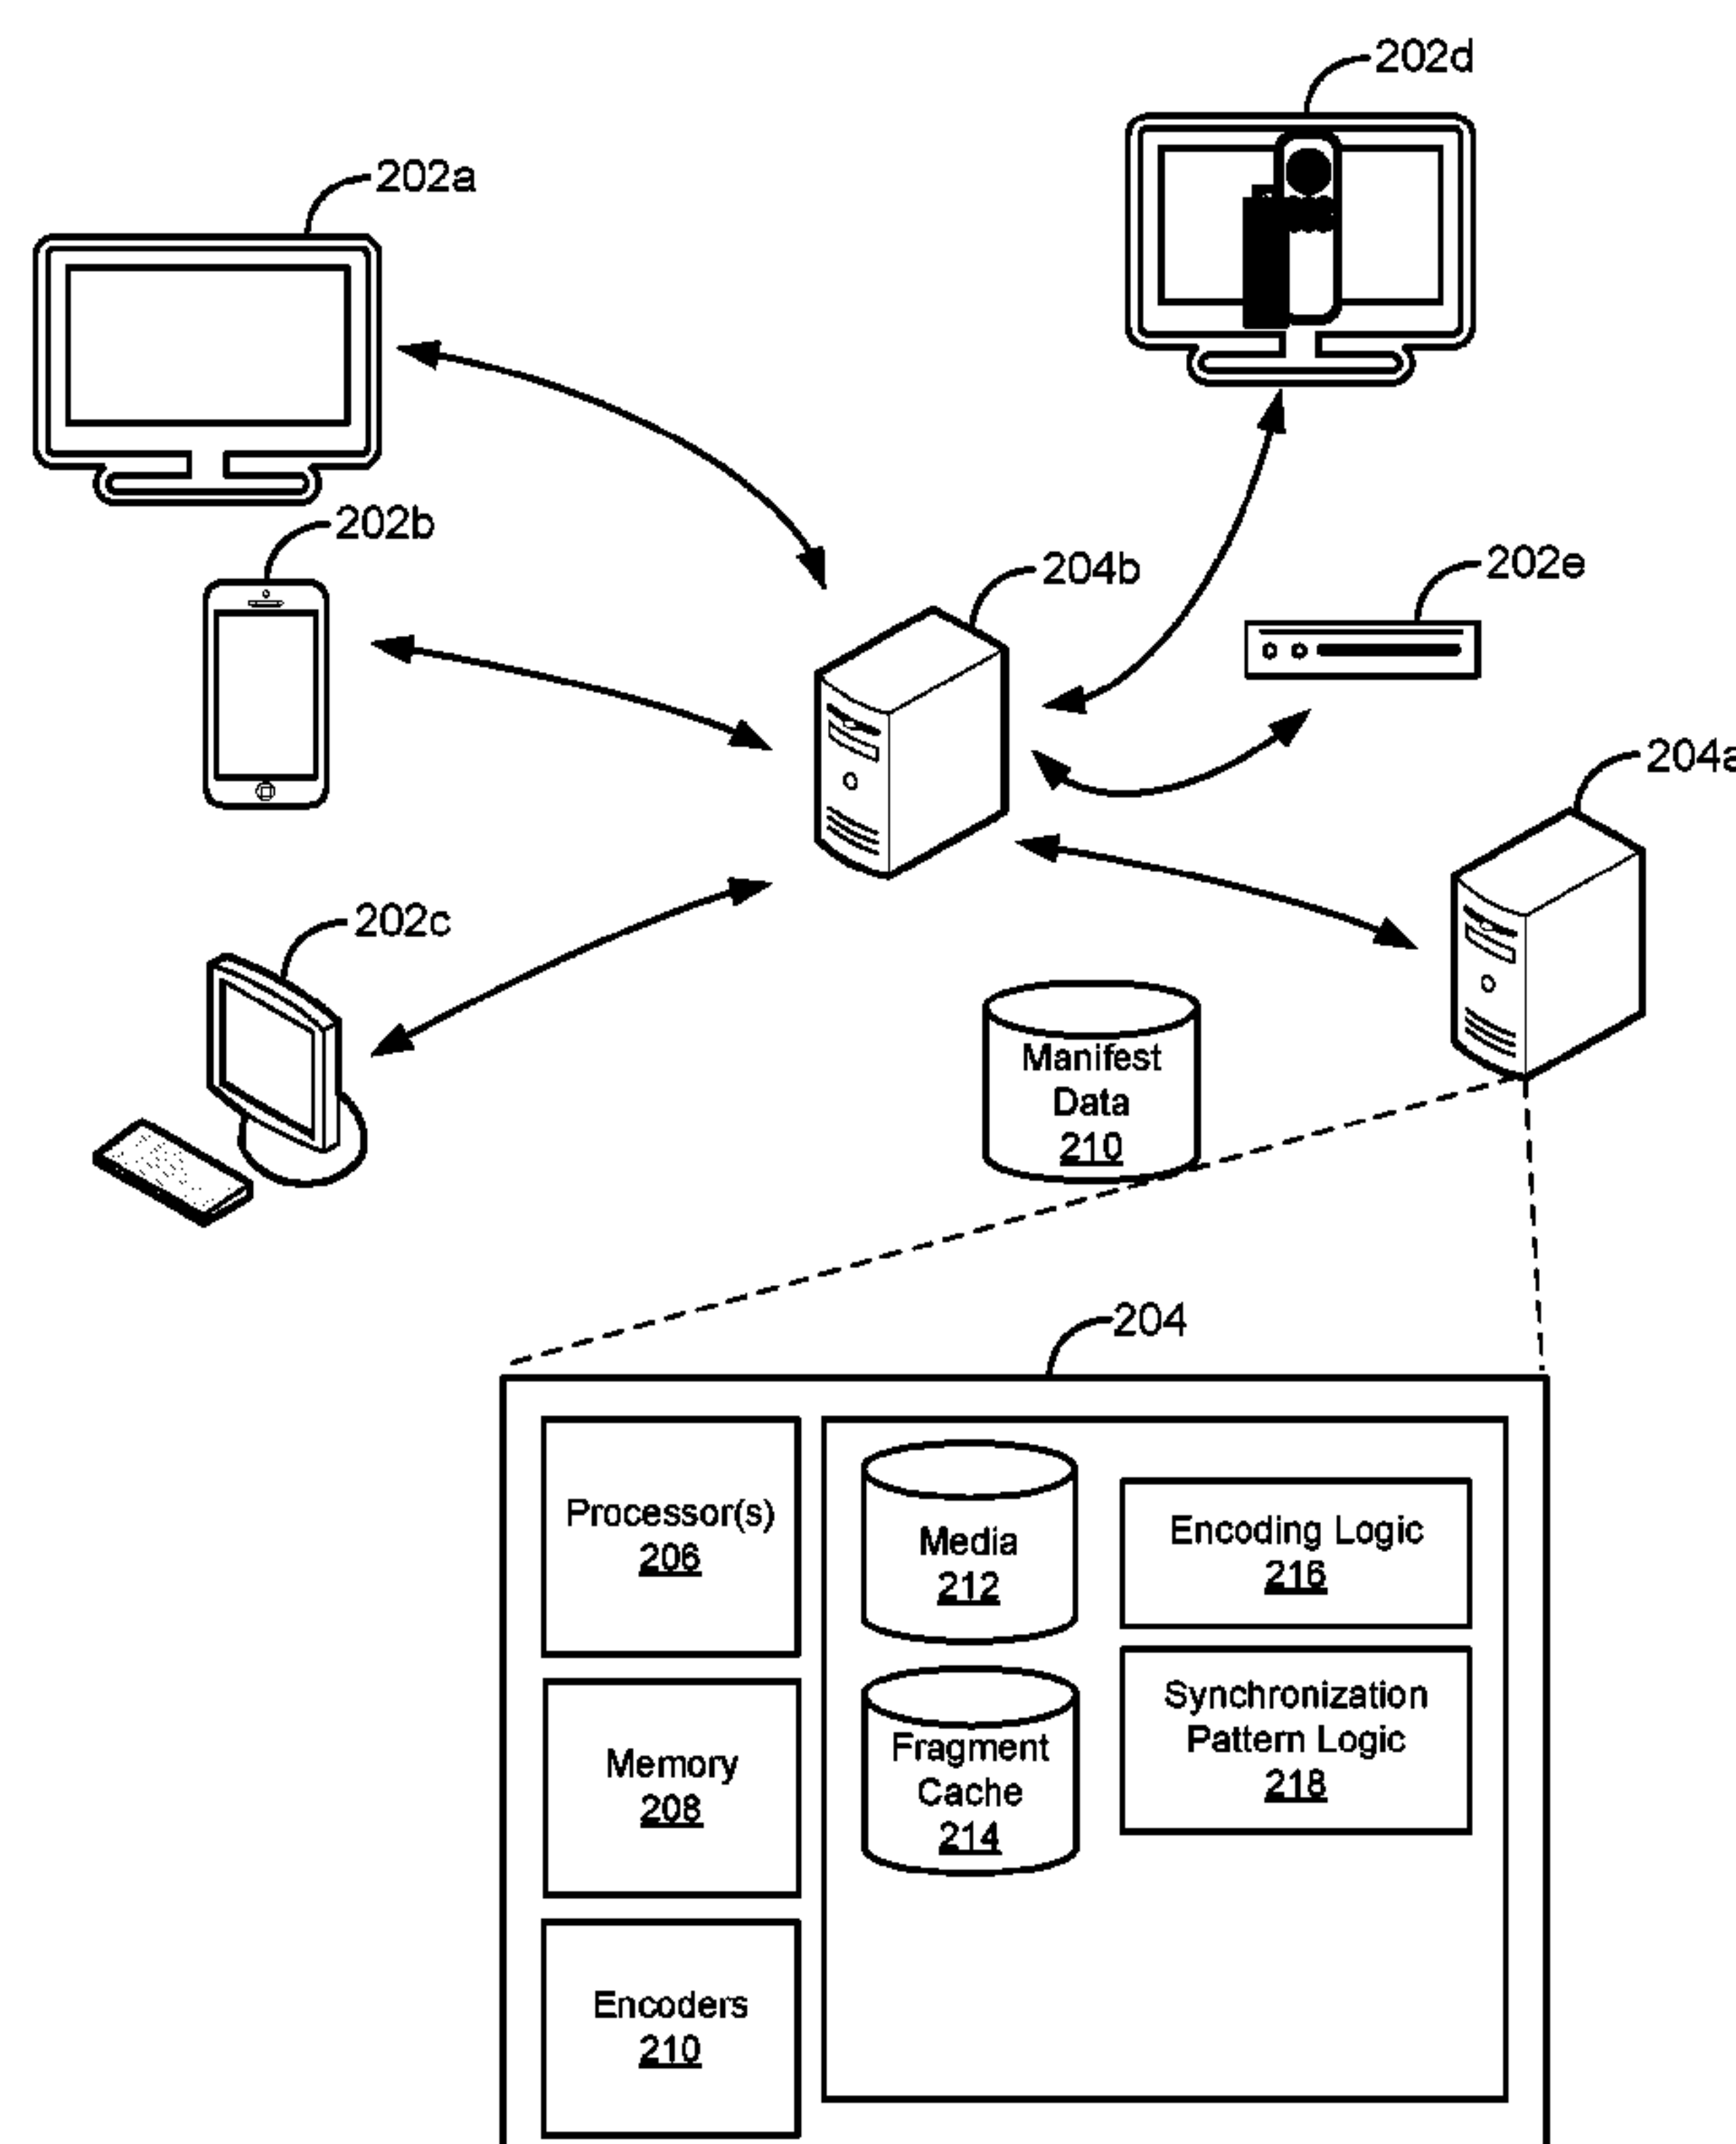 202d
202a
202b
204b
202e
204a
202c
Manifest
Data
210
204
Processor(s)
206
Media
212
Encoding Logic
216
Memory
208
Fragment
Cache
214
Synchronization
Pattern Logic
218
Encoders
210